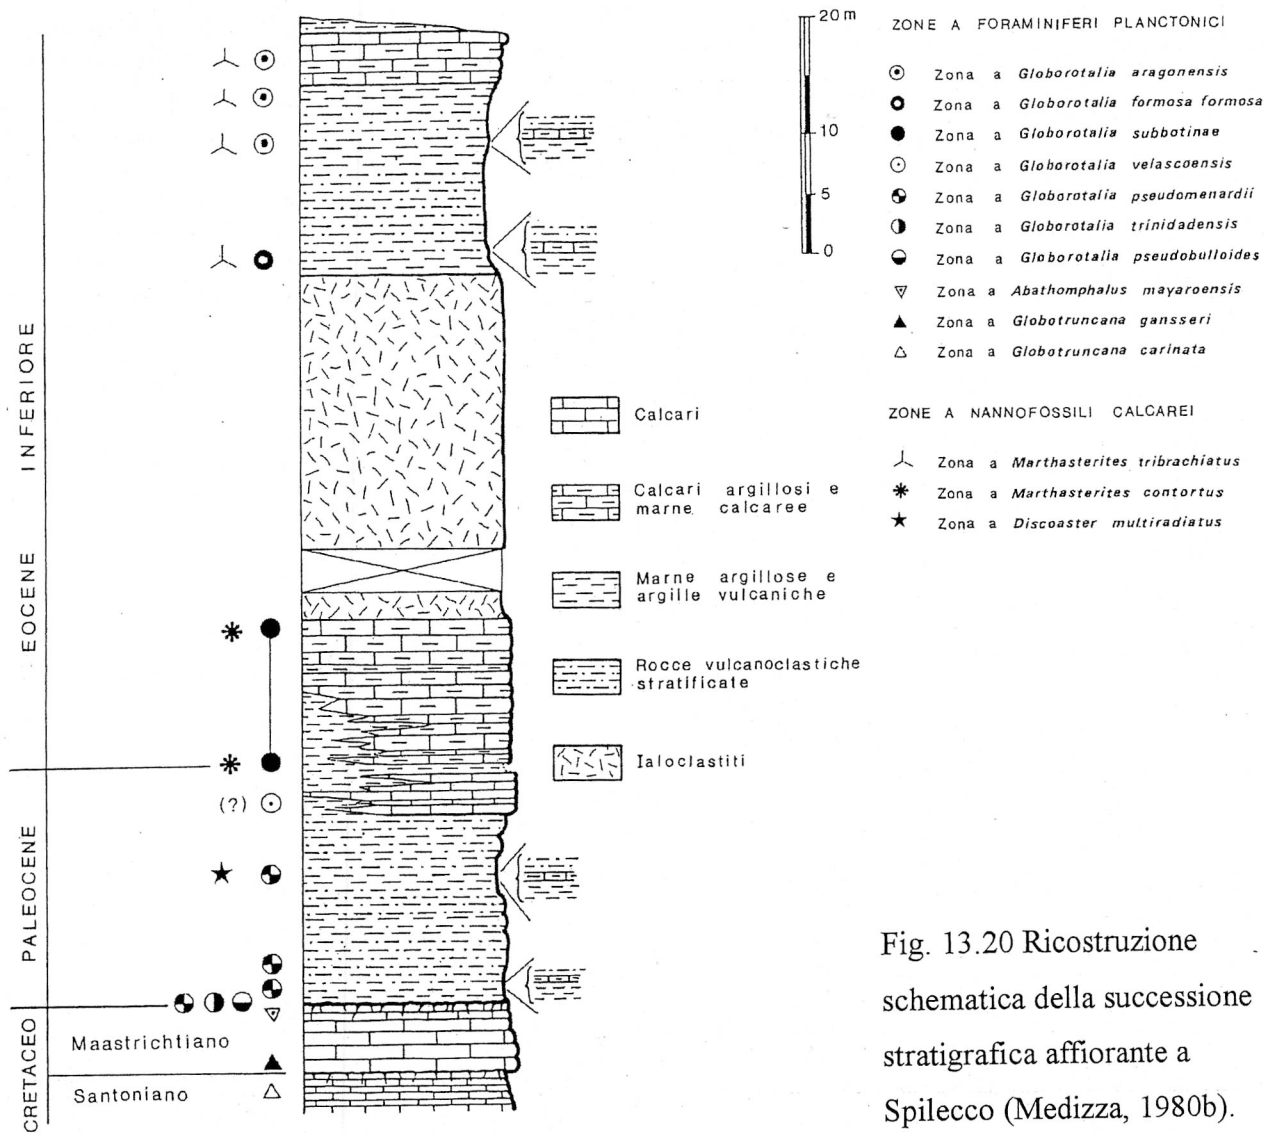 EOCENE INFERIORE
PALEOCENE
CRETACEO
Maastrichtiano
Santoniano
(?)
20 m
10
5
0
Calcari
Calcari argillosi e
marne calcaree
Marne argillose e
argille vulcaniche
Rocce vulcanoclastiche
stratificate
Ialoclastiti
ZONE A FORAMINIFERI PLANCTONICI
Zona a Globorotalia aragonensis
Zona a Globorotalia formosa formosa
Zona a Globorotalia subbotinae
Zona a Globorotalia velascoensis
Zona a Globorotalia pseudomenardii
Zona a Globorotalia trinidadensis
Zona a Globorotalia pseudobulloides
Zona a Abathomphalus mayaroensis
Zona a Globotruncana gansseri
Zona a Globotruncana carinata
ZONE A NANNOFOSSILI CALCAREI
Zona a Marthasterites tribrachiatus
Zona a Marthasterites contortus
Zona a Discoaster multiradiatus
Fig. 13.20 Ricostruzione
schematica della successione
stratigrafica affiorante a
Spilecco (Medizza, 1980b).